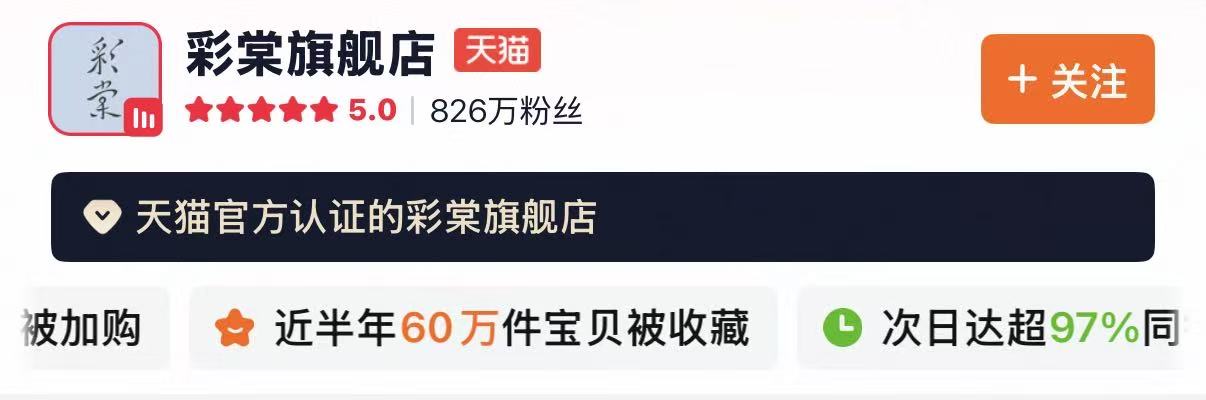 彩棠
彩棠旗舰店 天猫
5.0 826万粉丝
+ 关注
天猫官方认证的彩棠旗舰店
被加购 近半年60万件宝贝被收藏 次日达超97%同